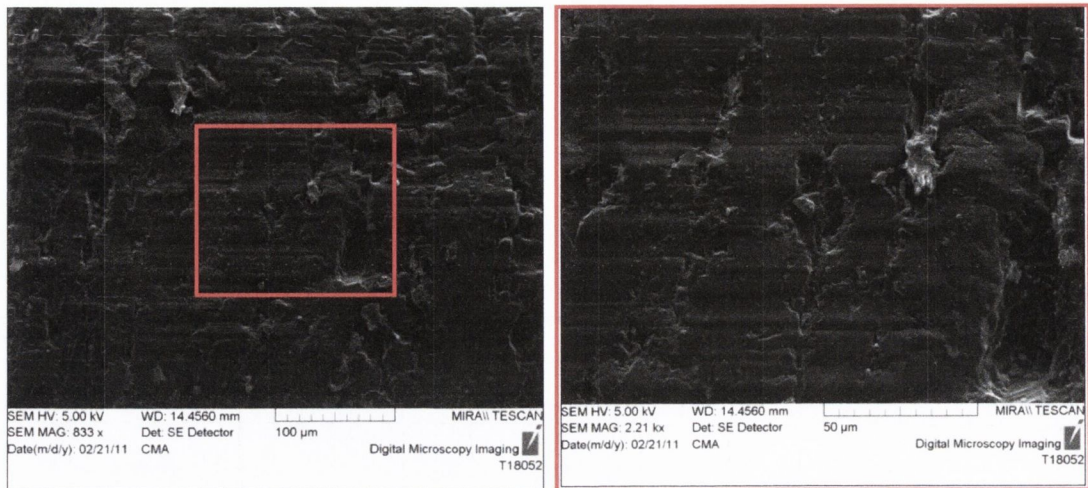 SEM HV: 5.00 kV WD: 14.4560 mm MIRA\\ TESCAN
SEM MAG: 833 x Det: SE Detector 100 µm
Date(m/d/y): 02/21/11 CMA Digital Microscopy Imaging
T18052
SEM HV: 5.00 kV WD: 14.4560 mm MIRA\\ TESCAN
SEM MAG: 2.21 kx Det: SE Detector 50 µm
Date(m/d/y): 02/21/11 CMA Digital Microscopy Imaging
T18052